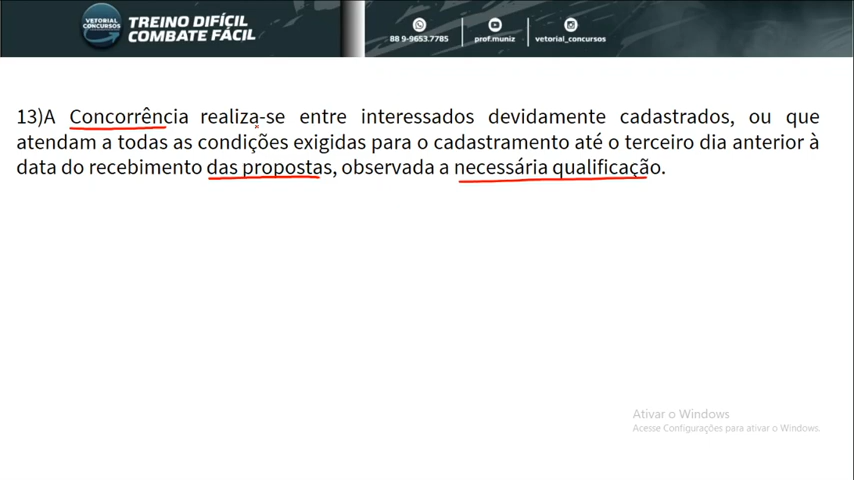 VETORIAL
CONCURSOS
TREINO DIFÍCIL
COMBATE FÁCIL
88 9-9653.7785
prof.muniz
vetorial_concursos
13)A Concorrência realiza-se entre interessados devidamente cadastrados, ou que
atendam a todas as condições exigidas para o cadastramento até o terceiro dia anterior à
data do recebimento das propostas, observada a necessária qualificação.
Ativar o Windows
Acesse Configurações para ativar o Windows.